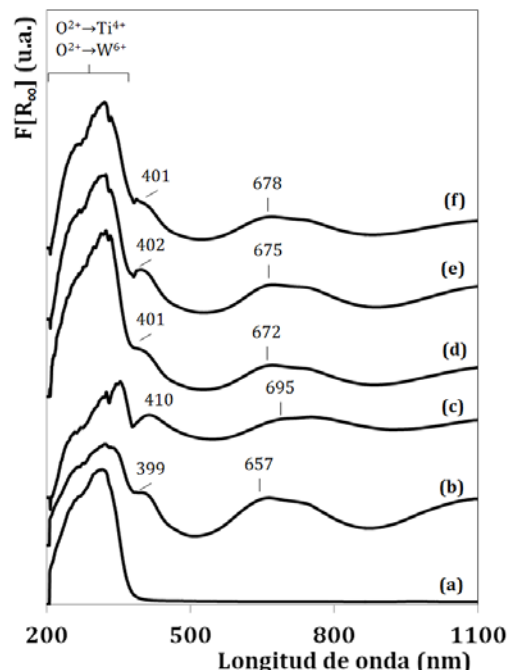 O²⁺→Ti⁴⁺
O²⁺→W⁶⁺
F[R∞] (u.a.)
401
678
(f)
402
675
(e)
401
672
(d)
410
695
(c)
399
657
(b)
(a)
200 500 800 1100
Longitud de onda (nm)